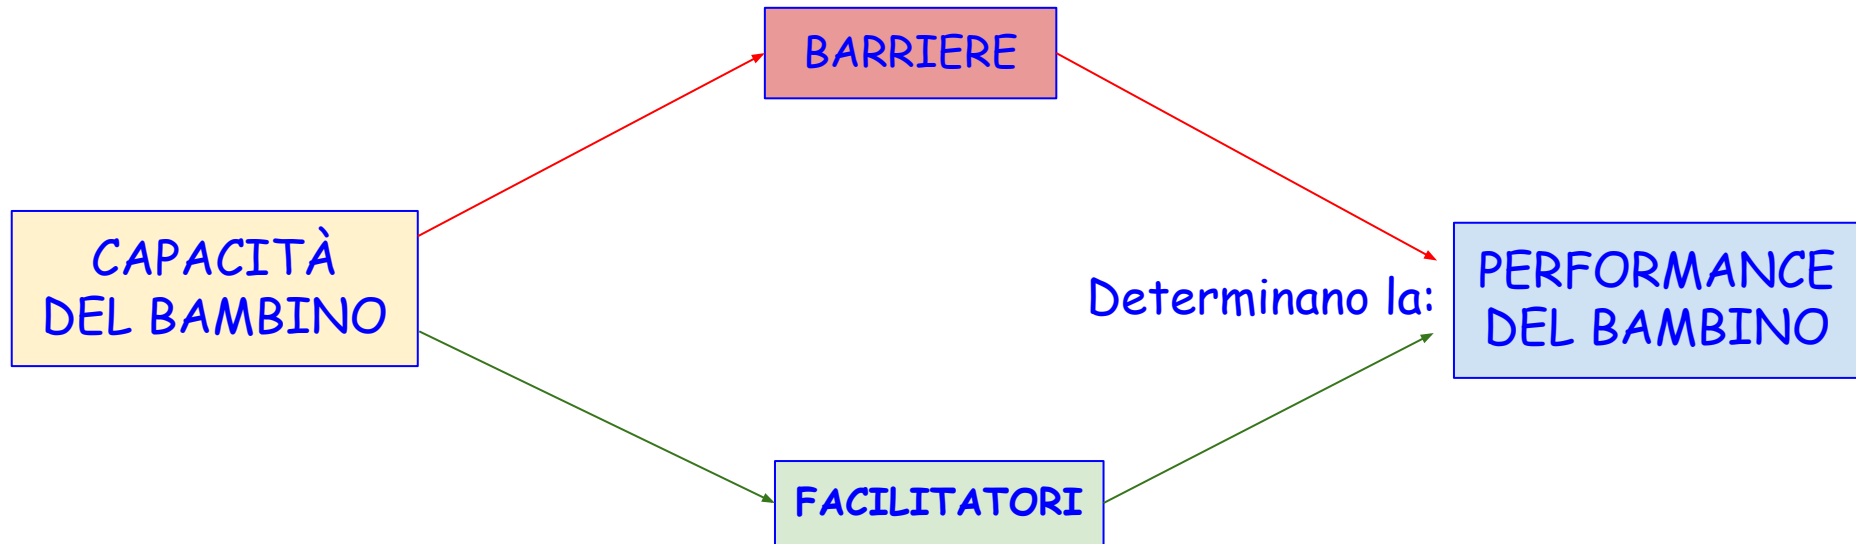 BARRIERE
CAPACITÀ
DEL BAMBINO
Determinano la:
PERFORMANCE
DEL BAMBINO
FACILITATORI